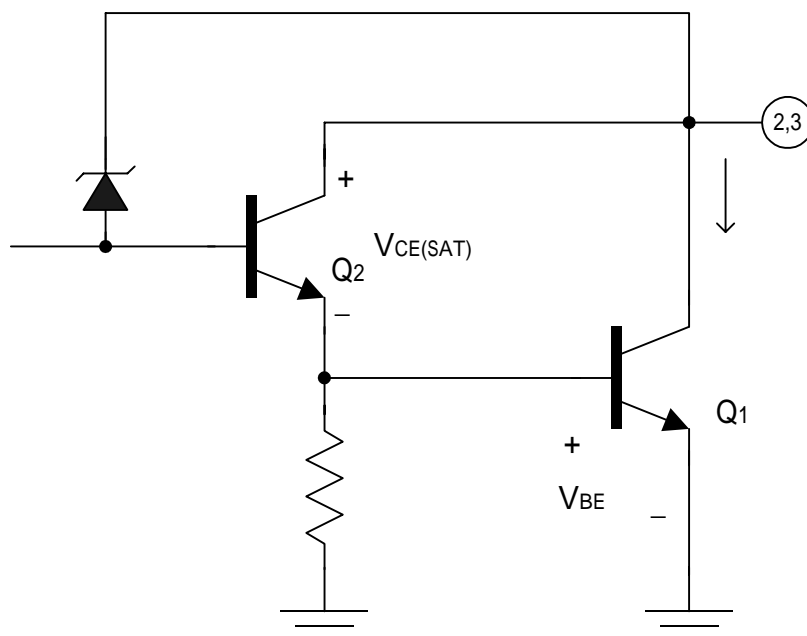 2,3
+
VCE(SAT)
Q2
–
Q1
+
VBE
–